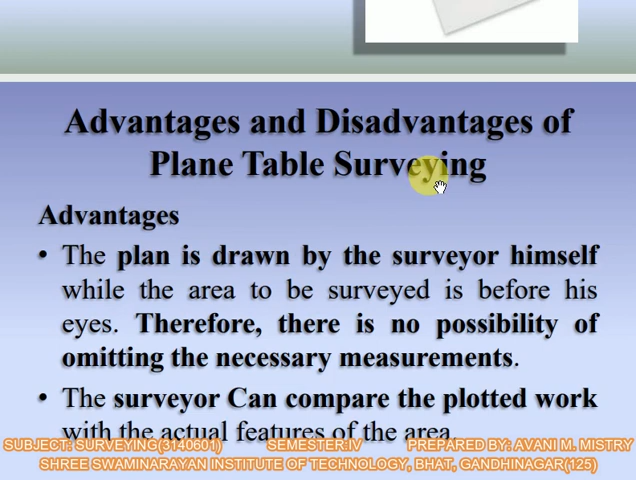 Advantages and Disadvantages of
Plane Table Surveying
Advantages
• The plan is drawn by the surveyor himself
while the area to be surveyed is before his
eyes. Therefore, there is no possibility of
omitting the necessary measurements.
• The surveyor Can compare the plotted work
with the actual features of the area.
SUBJECT: SURVEYING(3140601) SEMESTER:IV PREPARED BY: AVANI M. MISTRY
SHREE SWAMINARAYAN INSTITUTE OF TECHNOLOGY, BHAT, GANDHINAGAR(125)